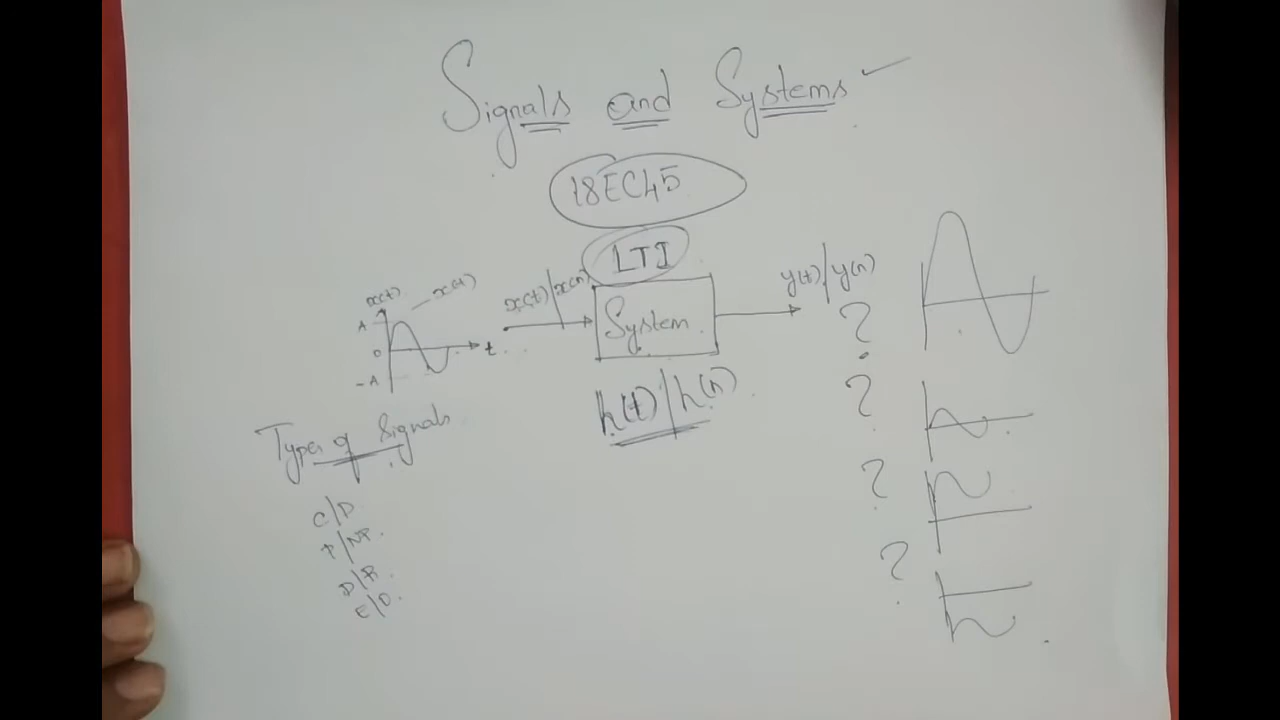 Signals and Systems
18EC45
LTI
x(t)
x(t)
A
0
-A
t
x(t)/x(n)
System
y(t)/y(n)
?
h(t)/h(n)
?
Types of Signals
?
C/D
P/NP
?
D/R
E/O